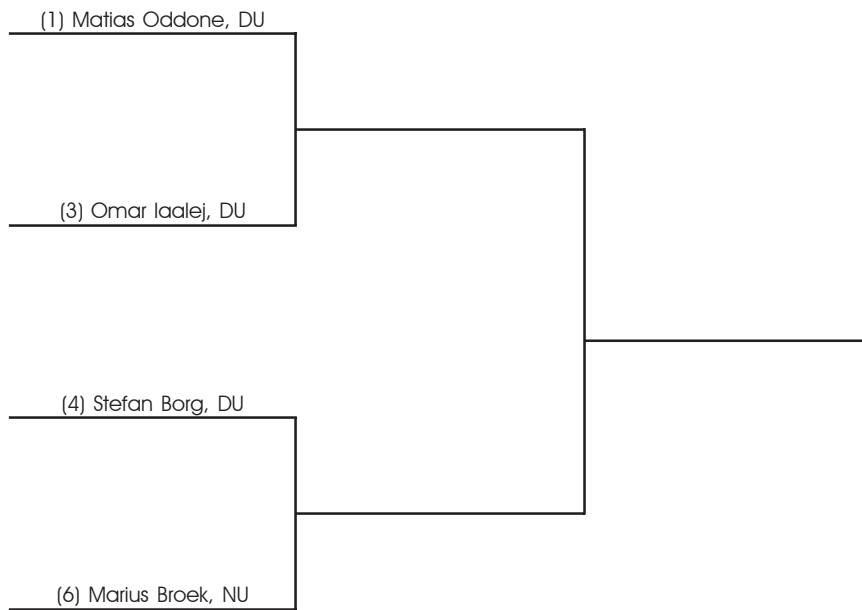 (1) Matias Oddone, DU
(3) Omar Iaalej, DU
(4) Stefan Borg, DU
(6) Marius Broek, NU